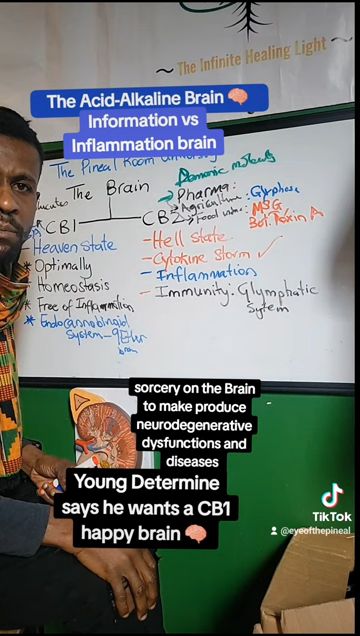 ~ The Infinite Healing Light ~
The Acid-Alkaline Brain 🧠
Information vs
Inflammation brain
The Pineal Room University
Demonic molecules
The Brain
Pharma:
Agriculture: Glyphosate
Food: MSG
Bot. Toxin A
CB1
CB2
Heaven State
- Hell State
* Optimally
- Cytokine Storm ✓
Homeostasis
- Inflammation
* Free of Inflammation
- Immunity: Glymphatic
System
* Endocannabinoid
System -
brain
sorcery on the Brain
to make produce
neurodegenerative
dysfunctions and
diseases
Young Determine
says he wants a CB1
happy brain 🧠
TikTok
@eyeofthepineal